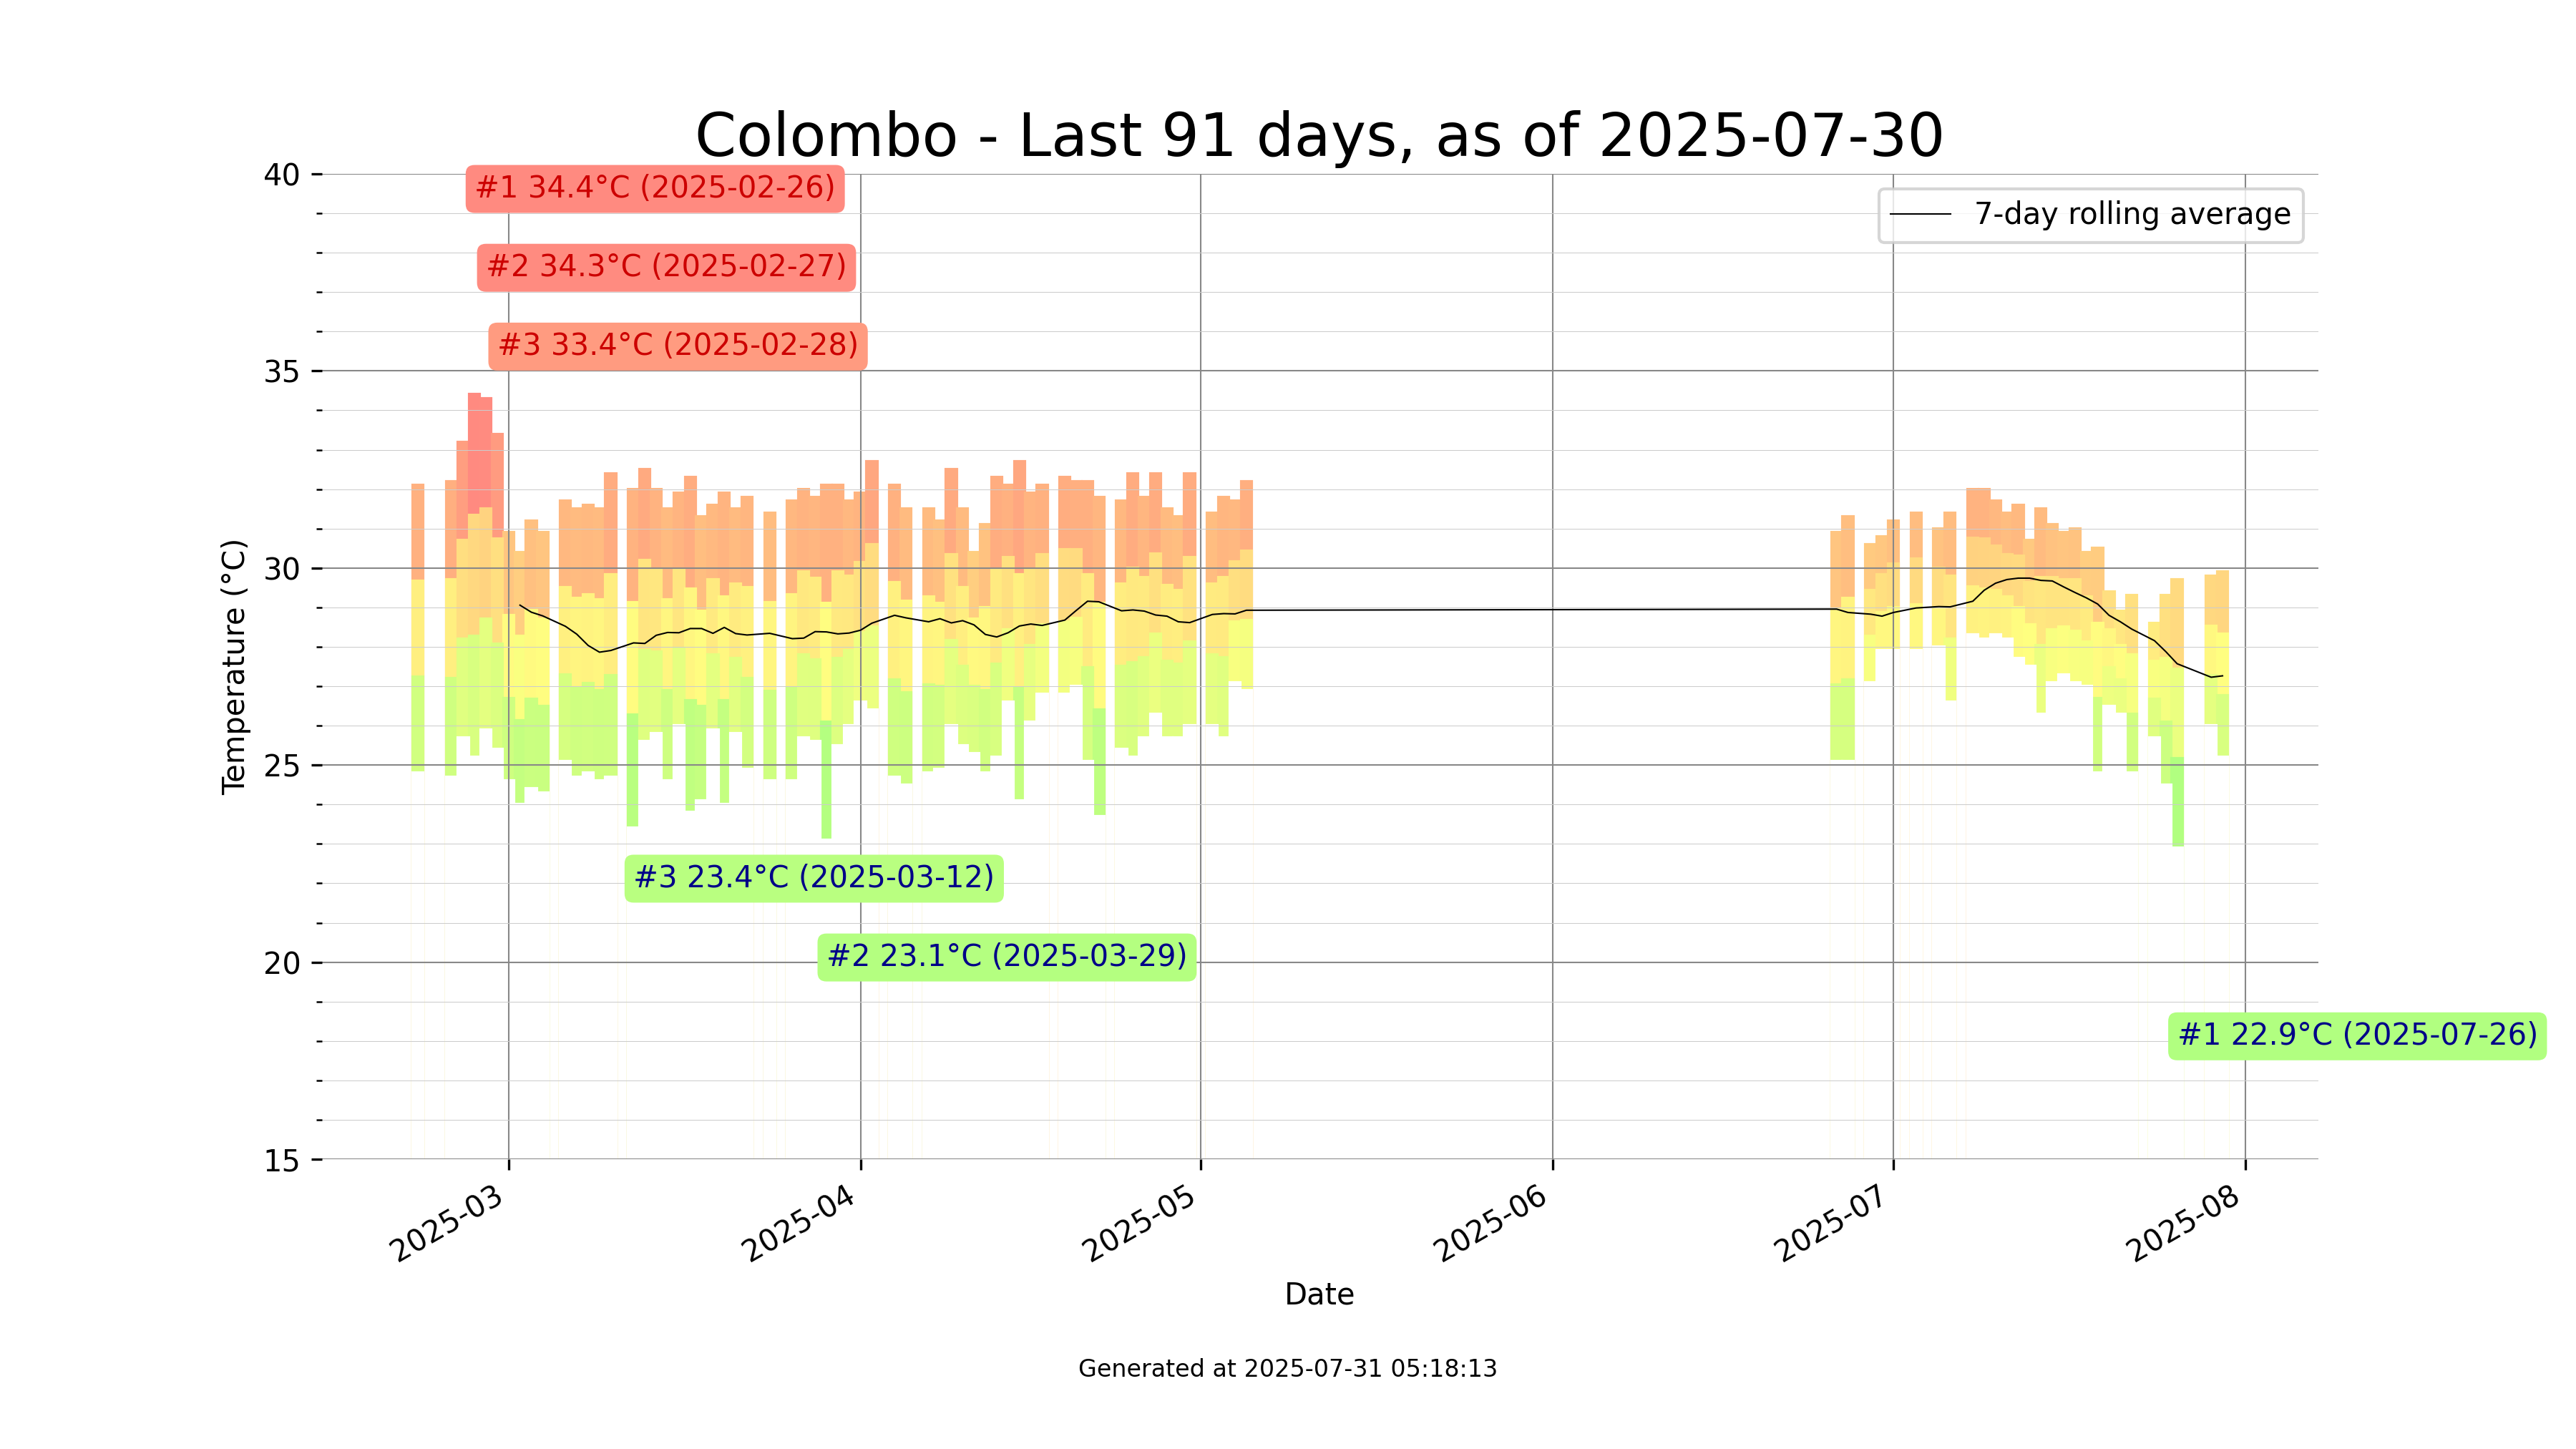 Colombo - Last 91 days, as of 2025-07-30
40
#1 34.4°C (2025-02-26)
7-day rolling average
#2 34.3°C (2025-02-27)
#3 33.4°C (2025-02-28)
35
30
Temperature (°C)
25
#3 23.4°C (2025-03-12)
#2 23.1°C (2025-03-29)
20
#1 22.9°C (2025-07-26)
15
2025-03
2025-04
2025-05
2025-06
2025-07
2025-08
Date
Generated at 2025-07-31 05:18:13